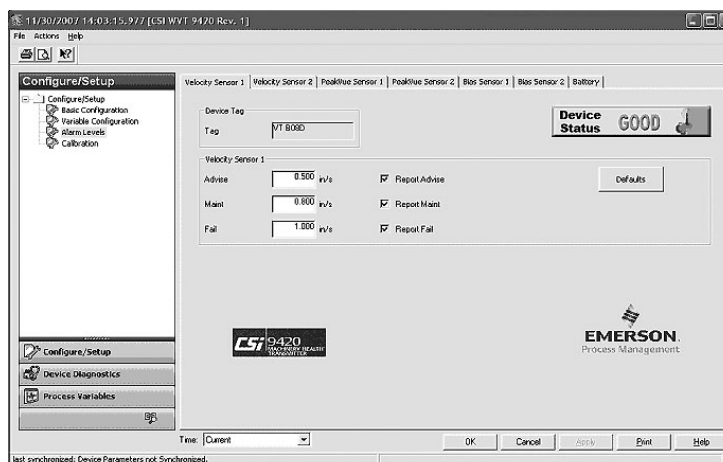 11/30/2007 14:03:15.977 [CSI WVT 9420 Rev. 1]
File Actions Help
Configure/Setup
Configure/Setup
Basic Configuration
Variable Configuration
Alarm Levels
Calibration
Configure/Setup
Device Diagnostics
Process Variables
Velocity Sensor 1 Velocity Sensor 2 PeakVue Sensor 1 PeakVue Sensor 2 Bias Sensor 1 Bias Sensor 2 Battery
Device Tag
Tag VT 808D
Device Status GOOD
Velocity Sensor 1
Advise 0.500 in/s Report Advise Defaults
Maint 0.800 in/s Report Maint
Fail 1.000 in/s Report Fail
CSi 9420
MACHINERY HEALTH
TRANSMITTER
EMERSON.
Process Management
Time: Current
OK Cancel Apply Print Help
last synchronized: Device Parameters not Synchronized.